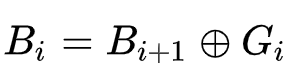 B_i = B_{i+1} ⊕ G_i